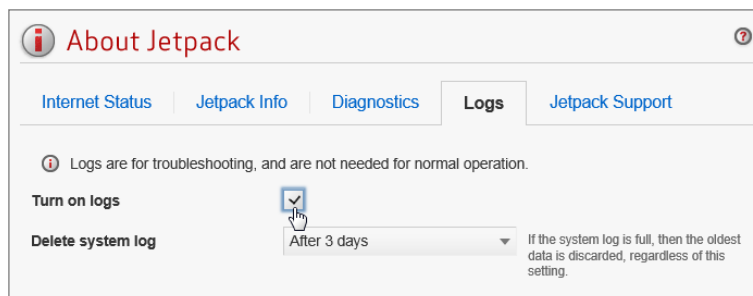 About Jetpack
Internet Status Jetpack Info Diagnostics Logs Jetpack Support
Logs are for troubleshooting, and are not needed for normal operation.
Turn on logs
Delete system log After 3 days If the system log is full, then the oldest
data is discarded, regardless of this
setting.